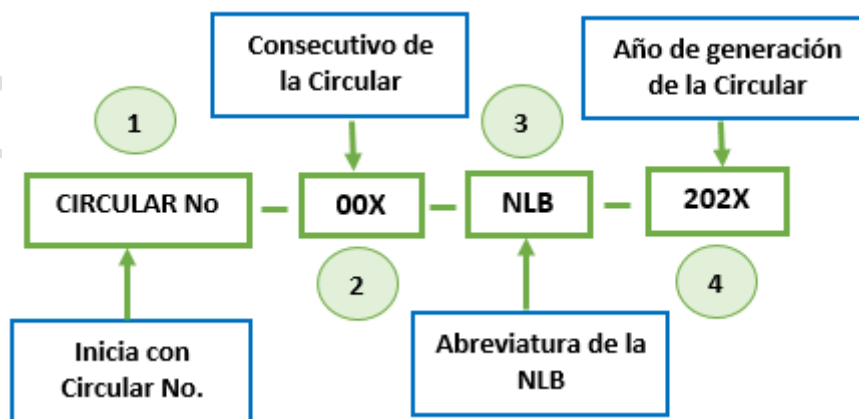 Consecutivo de
la Circular
Año de generación
de la Circular
1
3
CIRCULAR No – 00X – NLB – 202X
2
4
Inicia con
Circular No.
Abreviatura de la
NLB